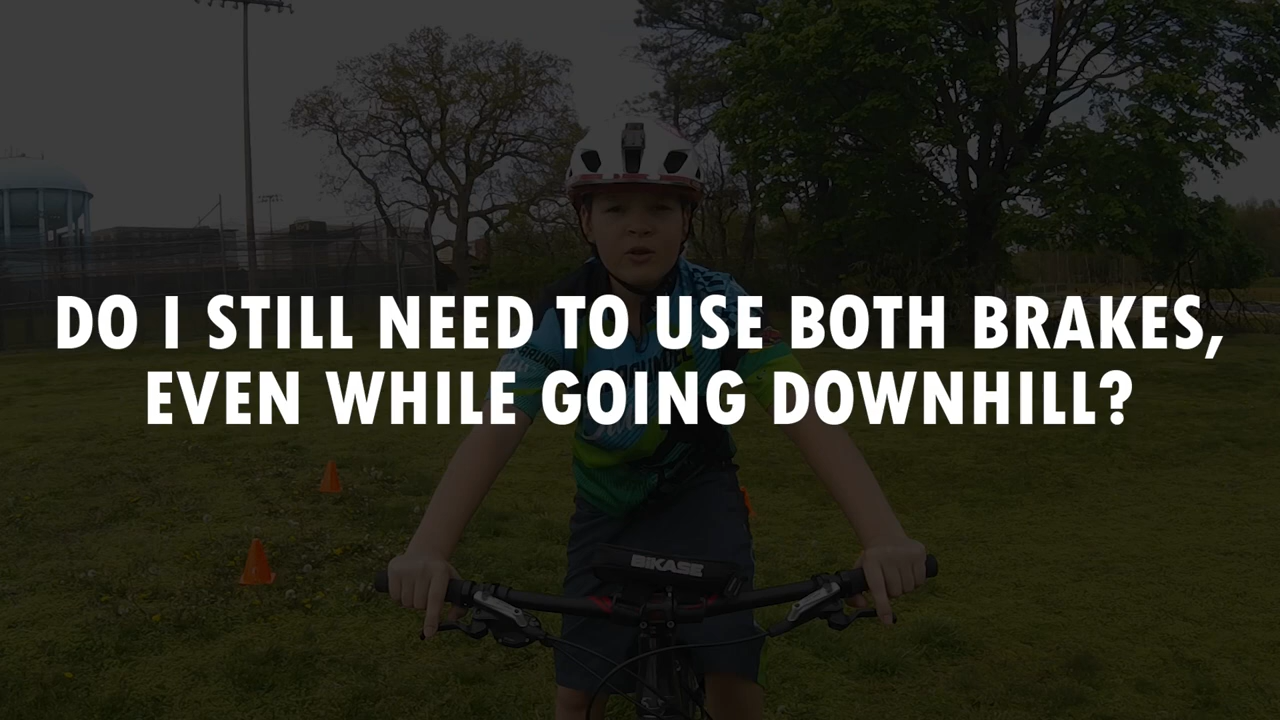 DO I STILL NEED TO USE BOTH BRAKES,
EVEN WHILE GOING DOWNHILL?
BIKASE